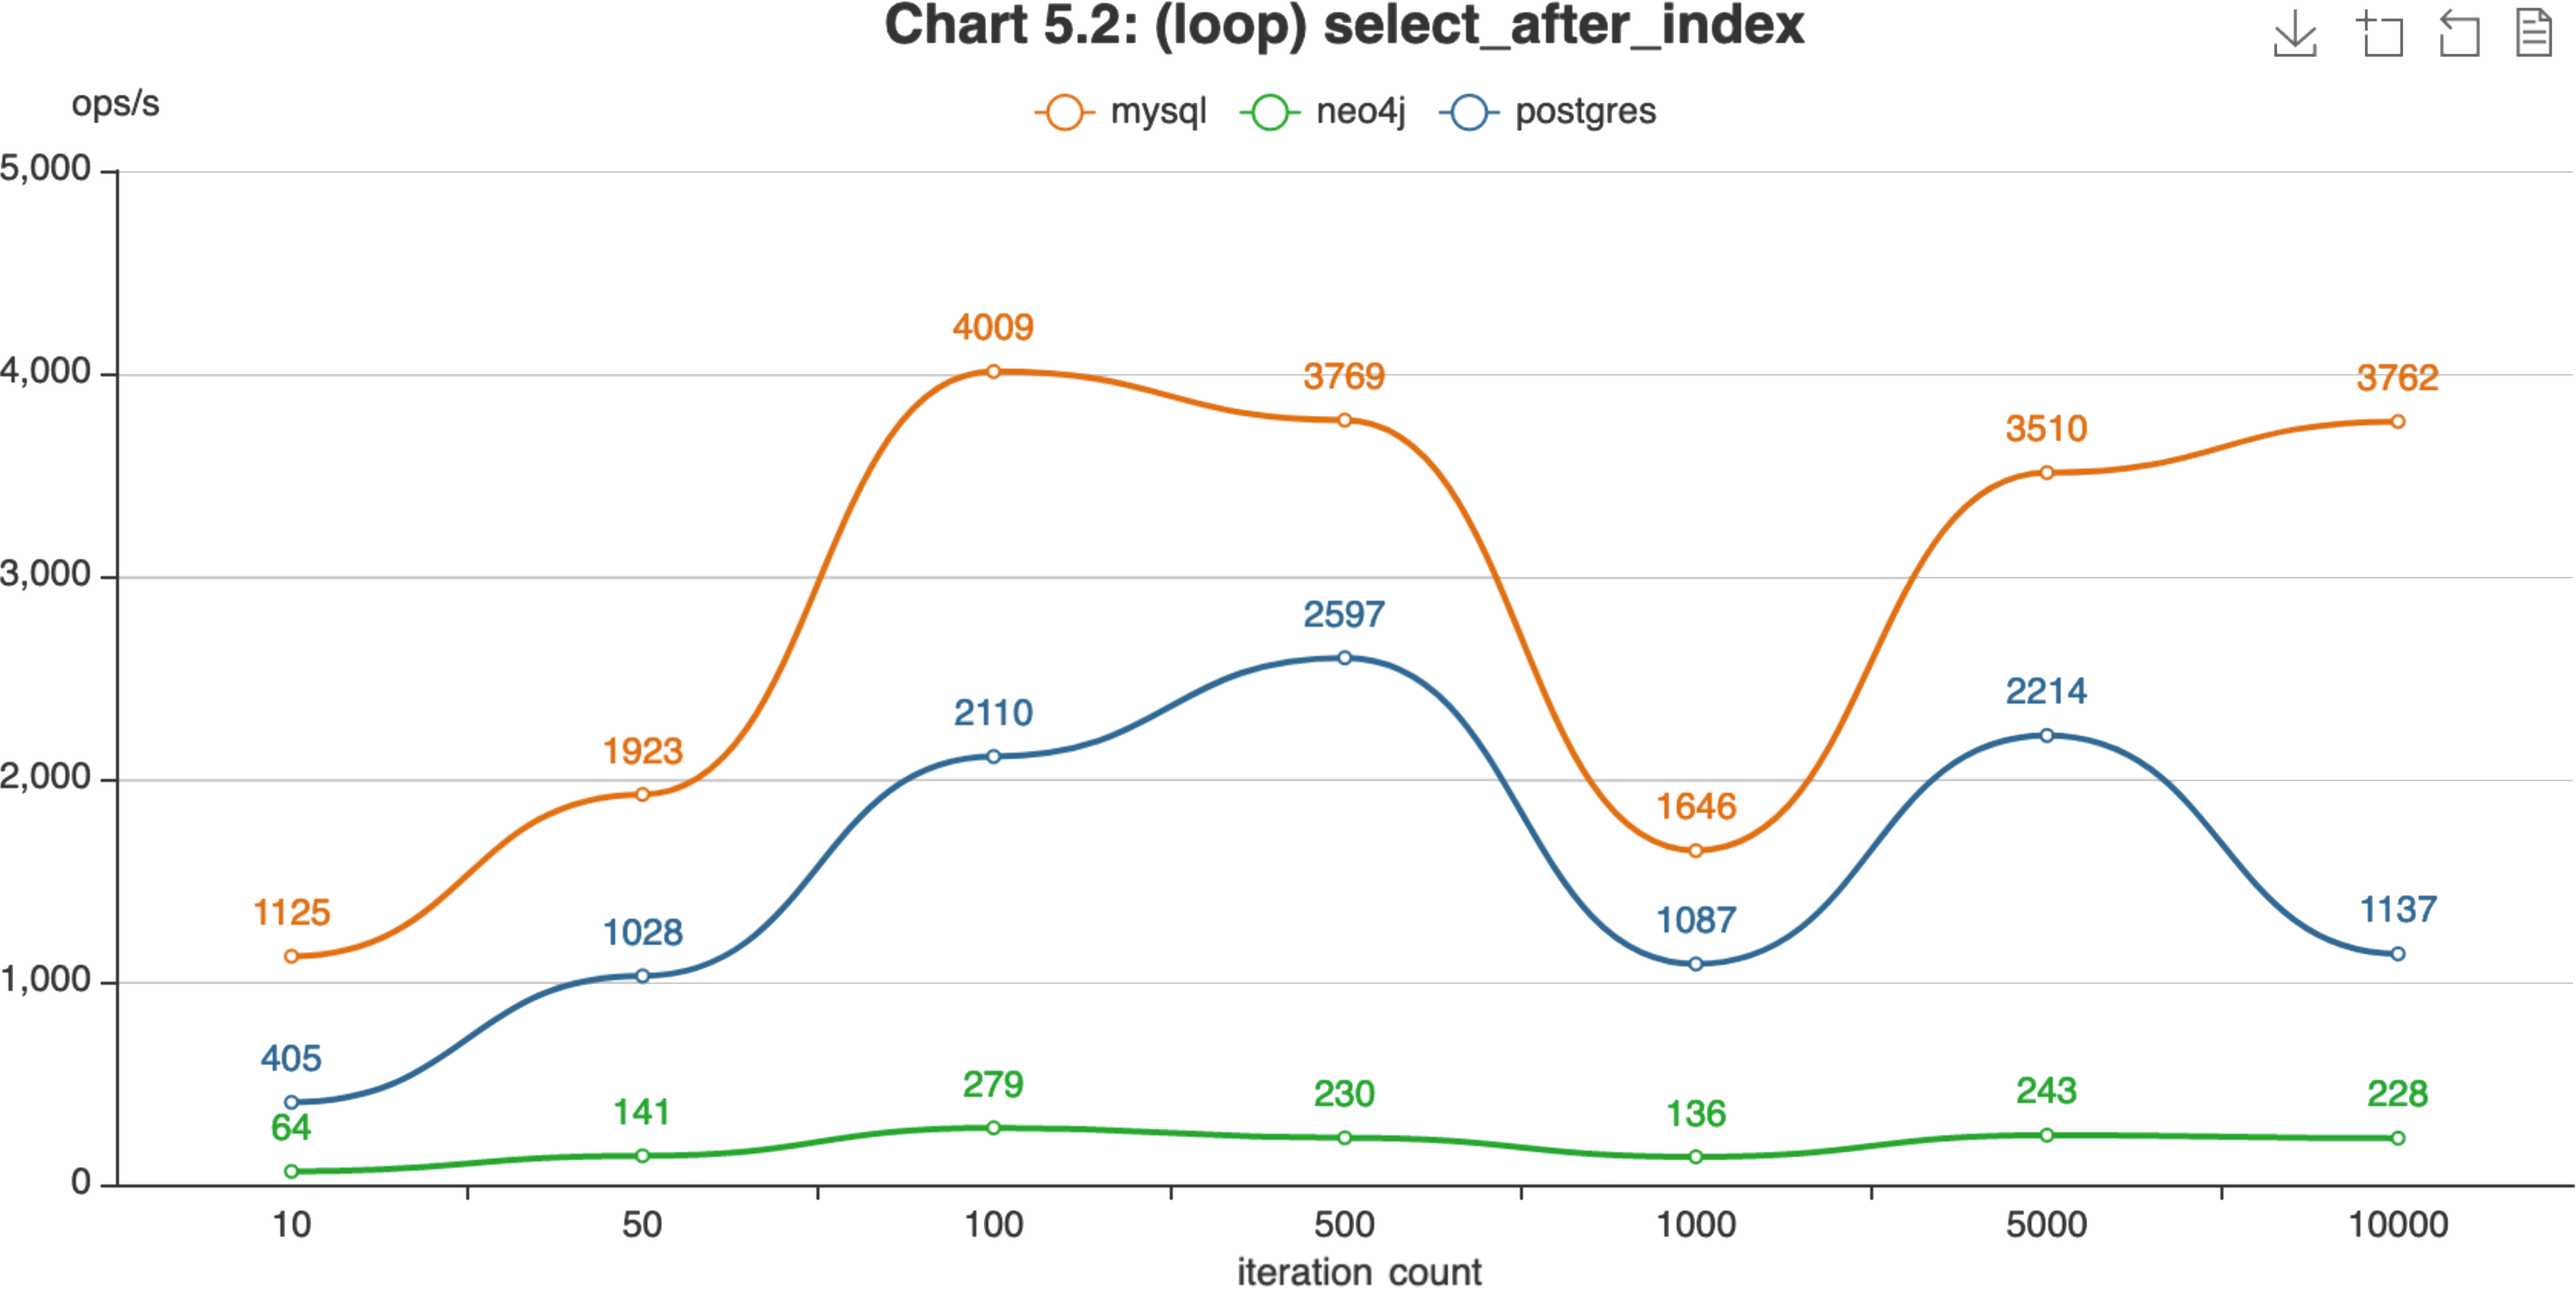 Chart 5.2: (loop) select_after_index
ops/s
mysql neo4j postgres
5,000
4009
4,000 3769 3762
3510
3,000
2597
2214
2110
2,000
1923
1646
1125
1137
1028
1087
1,000
405
64 141 279 230 136 243 228
0
10 50 100 500 1000 5000 10000
iteration count